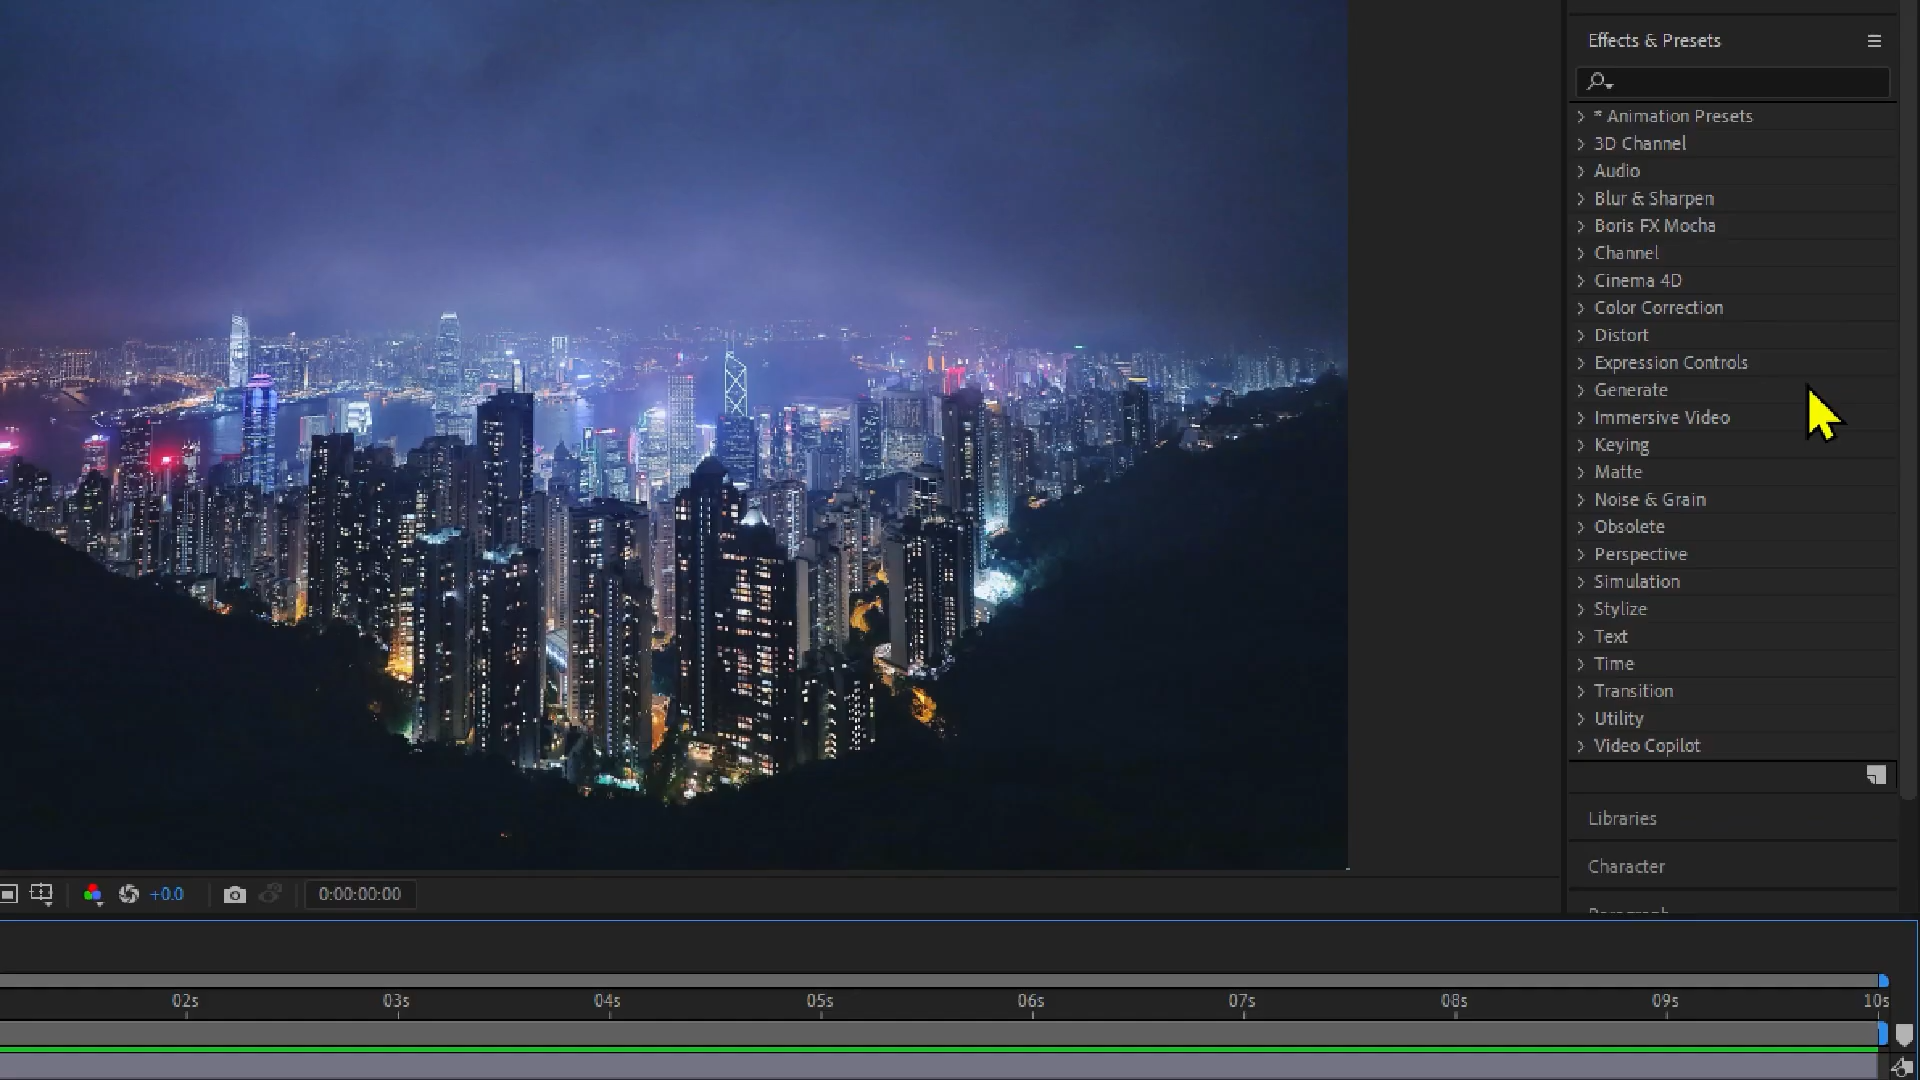 Effects & Presets
* Animation Presets
3D Channel
Audio
Blur & Sharpen
Boris FX Mocha
Channel
Cinema 4D
Color Correction
Distort
Expression Controls
Generate
Immersive Video
Keying
Matte
Noise & Grain
Obsolete
Perspective
Simulation
Stylize
Text
Time
Transition
Utility
Video Copilot
Libraries
Character
Paragraph
+0.0
0:00:00:00
02s 03s 04s 05s 06s 07s 08s 09s 10s